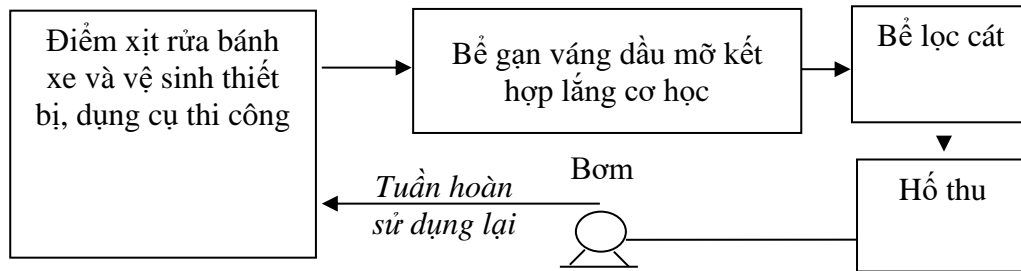 Điểm xịt rửa bánh
xe và vệ sinh thiết
bị, dụng cụ thi công
Bể gạn váng dầu mỡ kết
hợp lắng cơ học
Bể lọc cát
Hố thu
Bơm
Tuần hoàn
sử dụng lại